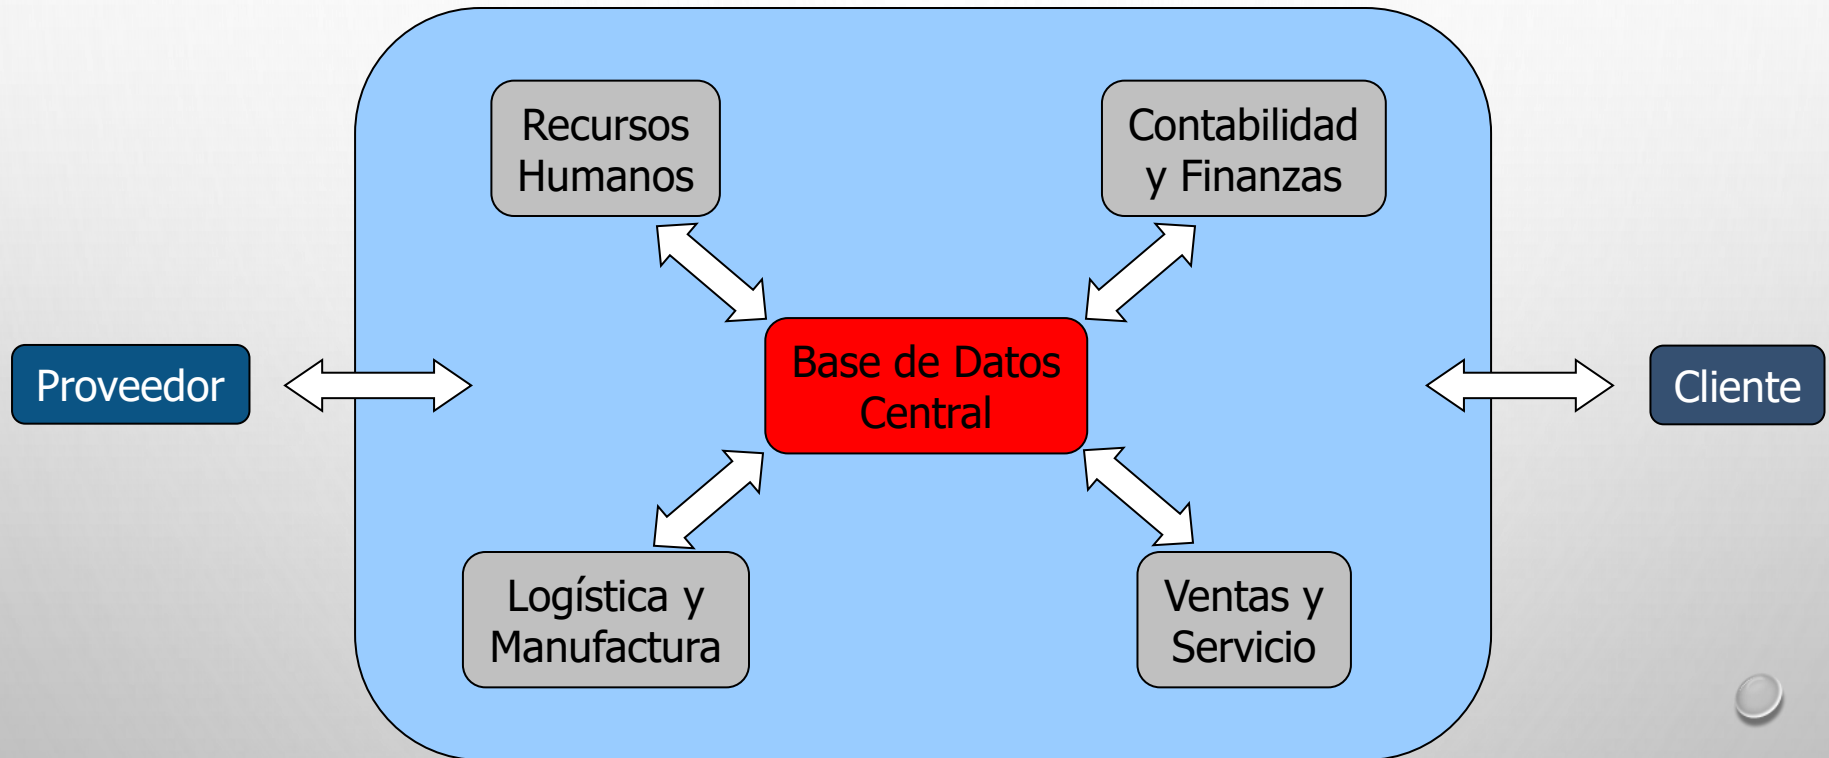 Recursos
Humanos
Contabilidad
y Finanzas
Proveedor
Base de Datos
Central
Cliente
Logística y
Manufactura
Ventas y
Servicio